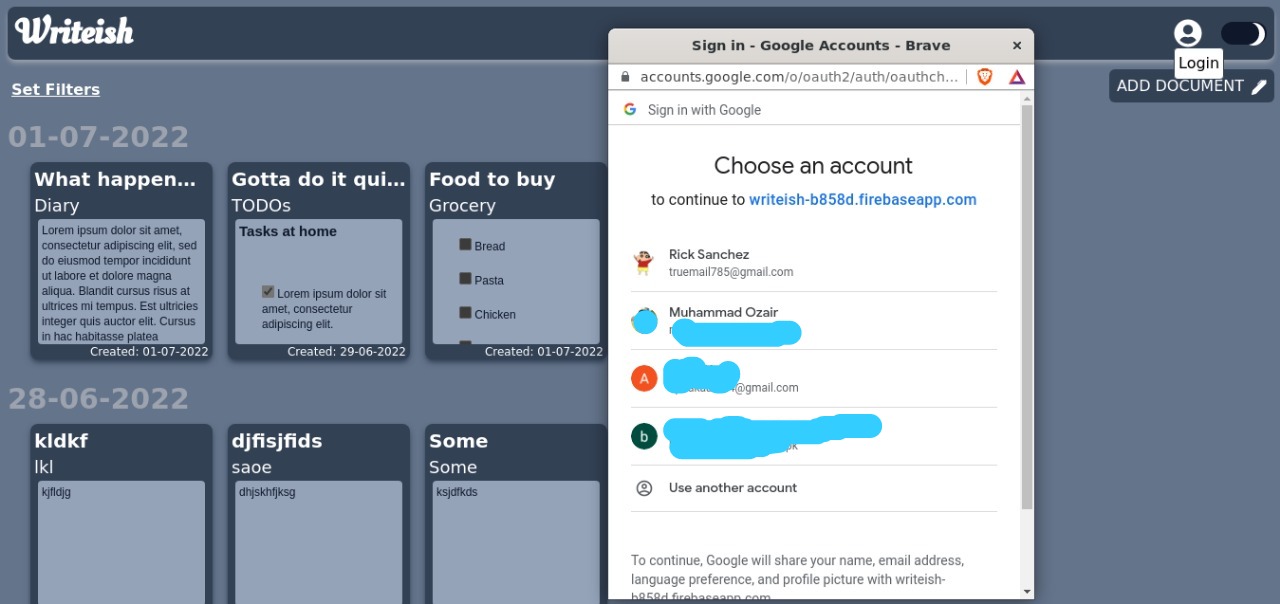 Writeish
Login
Set Filters
ADD DOCUMENT
01-07-2022
What happen...
Diary
Lorem ipsum dolor sit amet,
consectetur adipiscing elit, sed
do eiusmod tempor incididunt
ut labore et dolore magna
aliqua. Blandit cursus risus at
ultrices mi tempus. Est ultricies
integer quis auctor elit. Cursus
in hac habitasse platea
Created: 01-07-2022
Gotta do it qui...
TODOs
Tasks at home
Lorem ipsum dolor sit
amet, consectetur
adipiscing elit.
Created: 29-06-2022
Food to buy
Grocery
Bread
Pasta
Chicken
Created: 01-07-2022
28-06-2022
kldkf
lkl
kjfldjg
djfisjfids
saoe
dhjskhfjksg
Some
Some
ksjdfkds
Sign in - Google Accounts - Brave
accounts.google.com/o/oauth2/auth/oauthch...
Sign in with Google
Choose an account
to continue to writeish-b858d.firebaseapp.com
Rick Sanchez
truemail785@gmail.com
Muhammad Ozair
A
@gmail.com
b
Use another account
To continue, Google will share your name, email address,
language preference, and profile picture with writeish-
b858d.firebaseapp.com